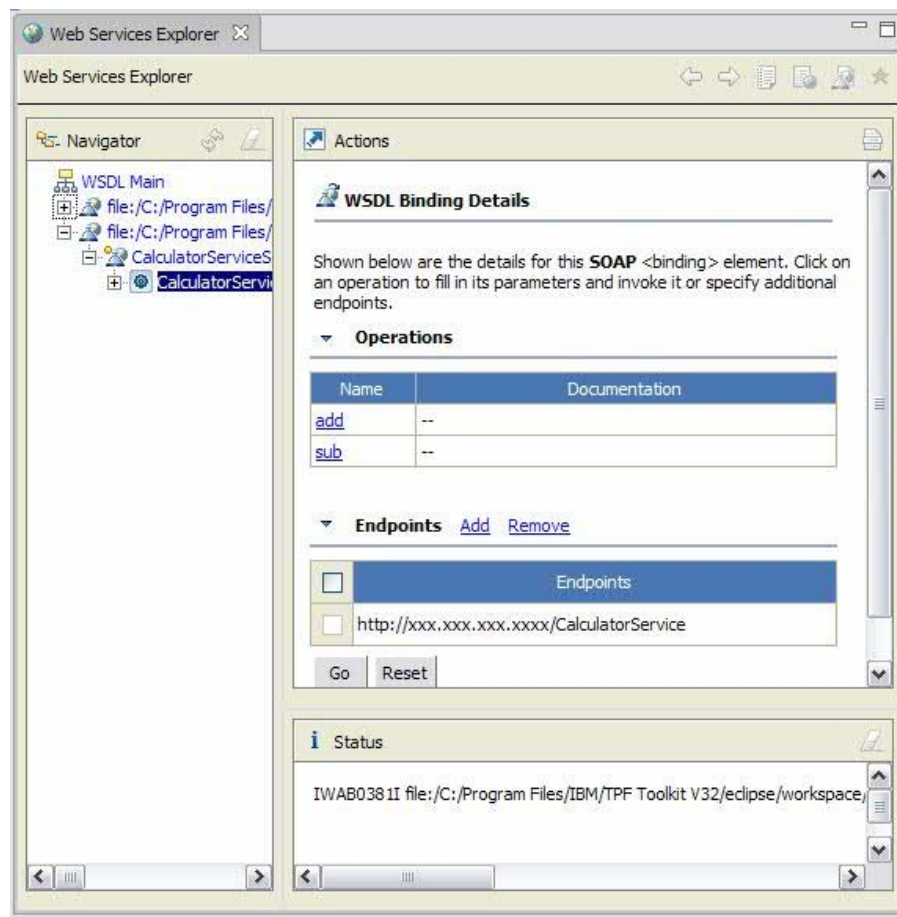 Web Services Explorer
Web Services Explorer
Navigator
WSDL Main
file:/C:/Program Files/
file:/C:/Program Files/
CalculatorServiceS
CalculatorServi
Actions
WSDL Binding Details
Shown below are the details for this SOAP <binding> element. Click on
an operation to fill in its parameters and invoke it or specify additional
endpoints.
Operations
Name Documentation
add --
sub --
Endpoints Add Remove
Endpoints
http://xxx.xxx.xxx.xxxx/CalculatorService
Go Reset
i Status
IWAB0381I file:/C:/Program Files/IBM/TPF Toolkit V32/eclipse/workspace/